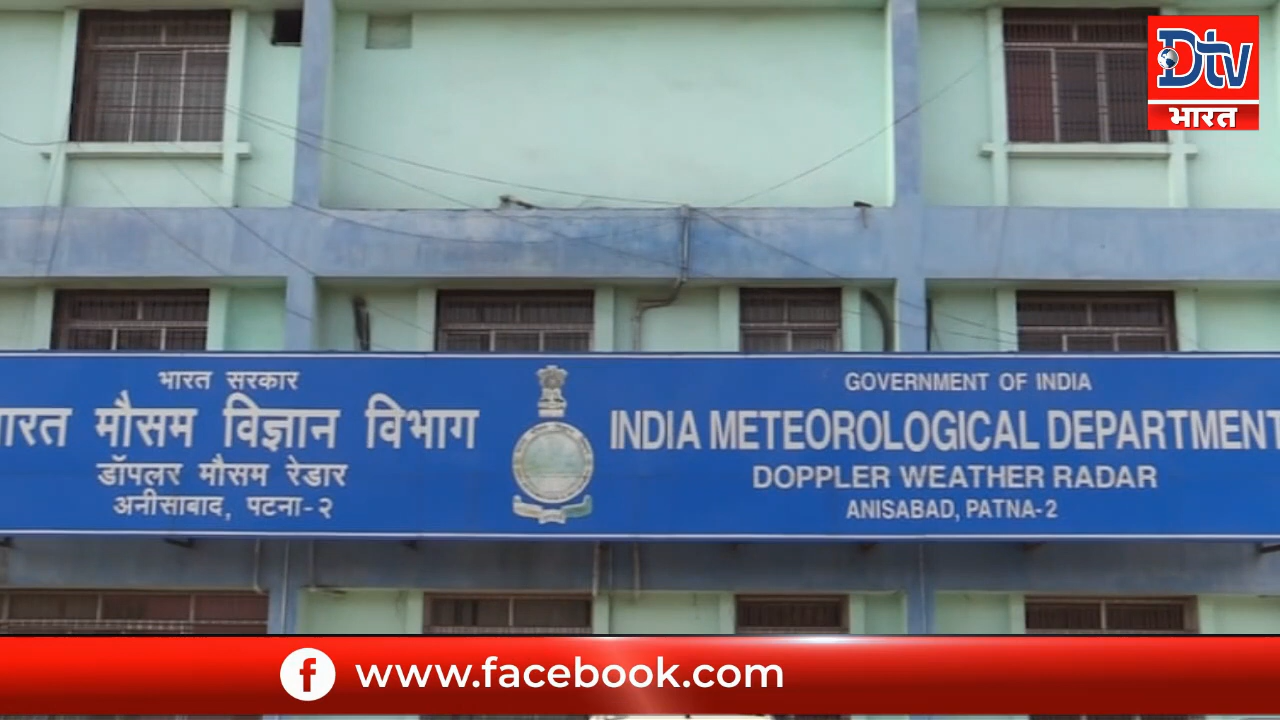 Dtv
भारत
भारत सरकार
भारत मौसम विज्ञान विभाग
डॉपलर मौसम रेडार
अनीसाबाद, पटना-२
GOVERNMENT OF INDIA
INDIA METEOROLOGICAL DEPARTMENT
DOPPLER WEATHER RADAR
ANISABAD, PATNA-2
www.facebook.com